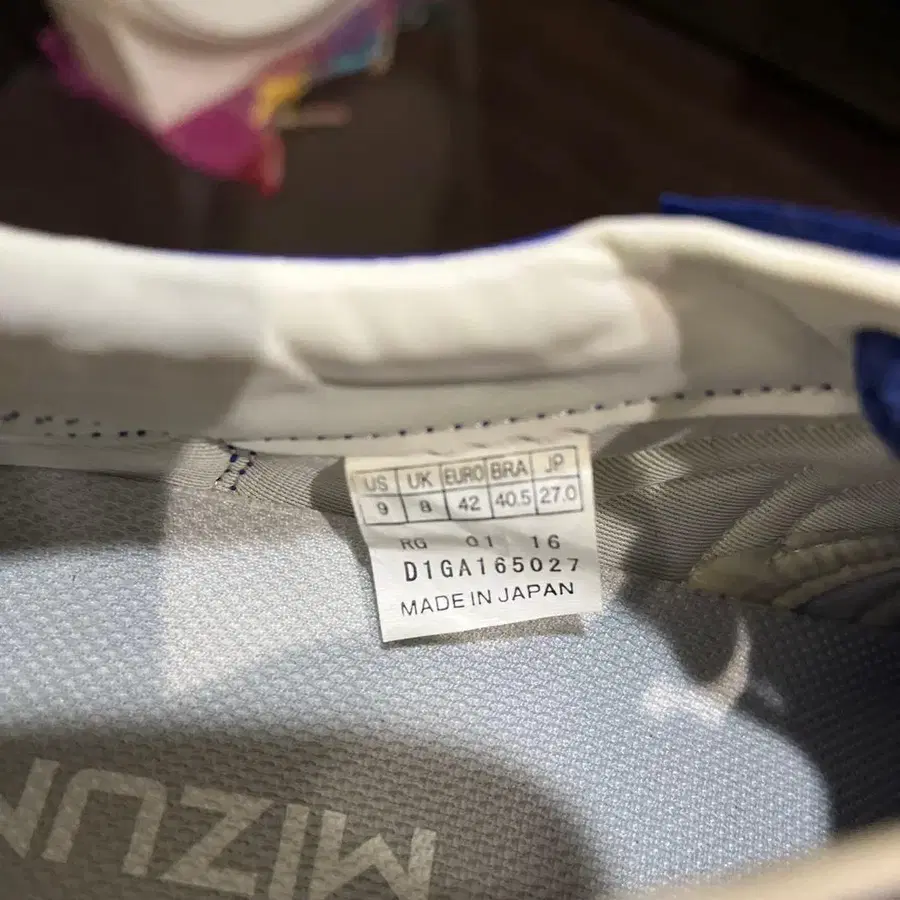 US UK EURO BRA JP
9 8 42 40.5 27.0
RG 01 16
D1GA165027
MADE IN JAPAN
MIZUN